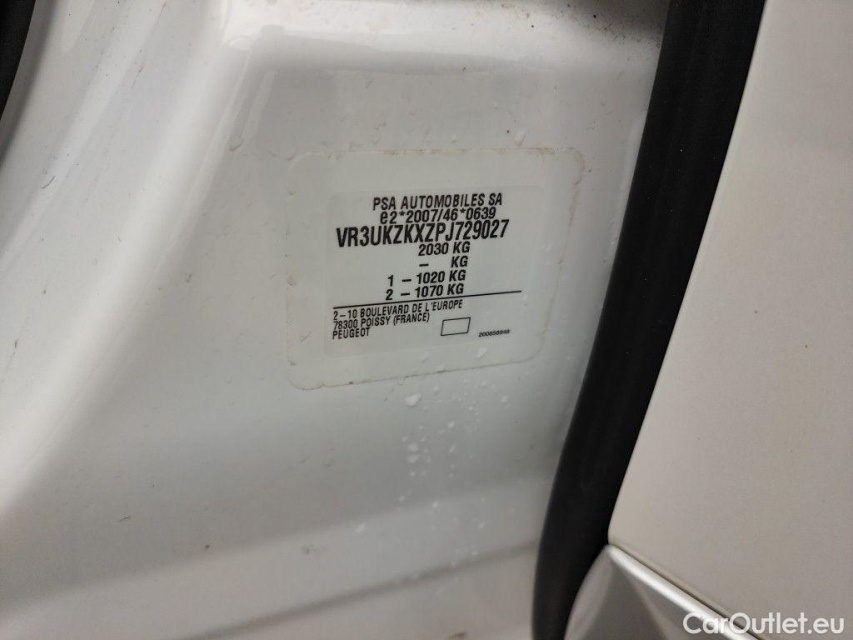 PSA AUTOMOBILES SA
e2*2007/46*0639
VR3UKZKXZPJ729027
2030 KG
– KG
1 – 1020 KG
2 – 1070 KG
2–10 BOULEVARD DE L'EUROPE
78300 POISSY (FRANCE)
PEUGEOT
CarOutlet.eu